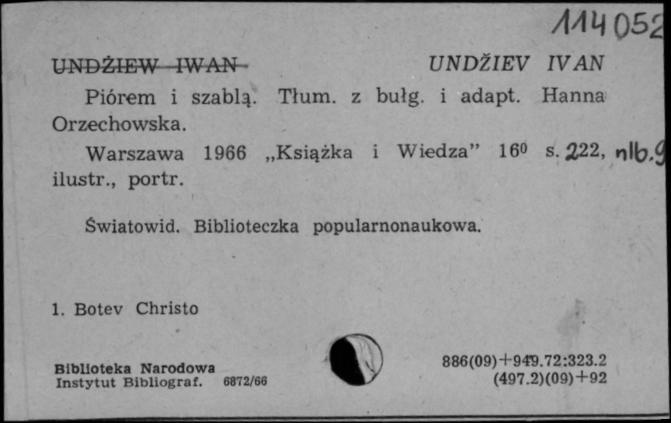 114052
UNDŻIEW IWAN UNDŽIEV IVAN
Piórem i szablą. Tłum. z bułg. i adapt. Hanna
Orzechowska.
Warszawa 1966 „Książka i Wiedza” 16⁰ s. 222, nlb. 9
ilustr., portr.
Światowid. Biblioteczka popularnonaukowa.
1. Botev Christo
Biblioteka Narodowa
Instytut Bibliograf. 6872/66
886(09)+949.72:323.2
(497.2)(09)+92